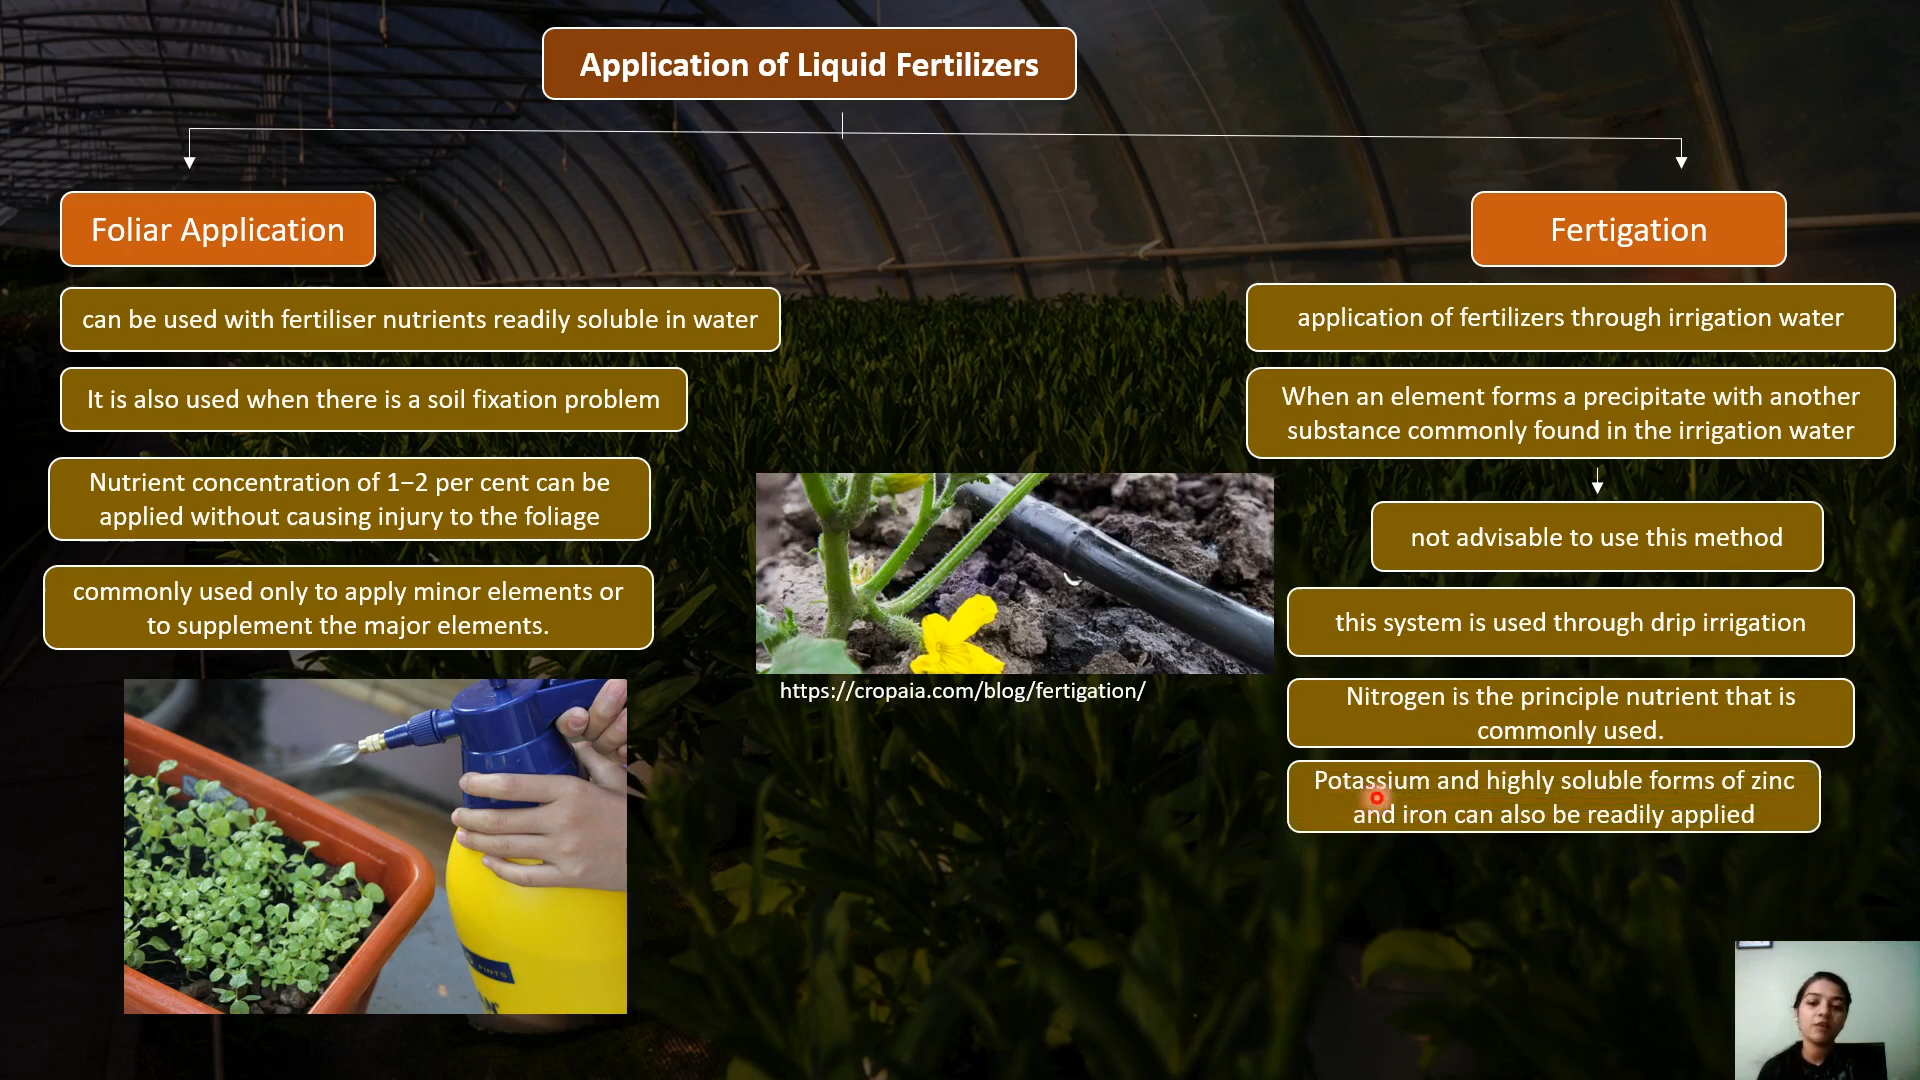 Application of Liquid Fertilizers
Foliar Application
can be used with fertiliser nutrients readily soluble in water
It is also used when there is a soil fixation problem
Nutrient concentration of 1–2 per cent can be
applied without causing injury to the foliage
commonly used only to apply minor elements or
to supplement the major elements.
https://cropaia.com/blog/fertigation/
Fertigation
application of fertilizers through irrigation water
When an element forms a precipitate with another
substance commonly found in the irrigation water
not advisable to use this method
this system is used through drip irrigation
Nitrogen is the principle nutrient that is
commonly used.
Potassium and highly soluble forms of zinc
and iron can also be readily applied